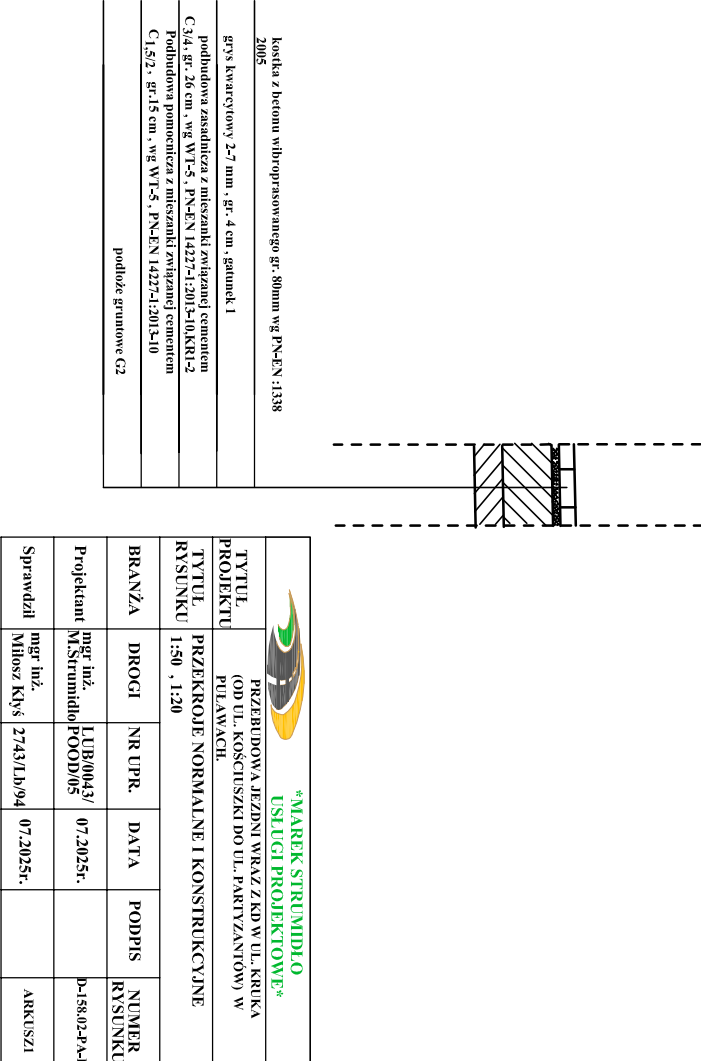 kostka z betonu wibroprasowanego gr. 80mm wg PN-EN :1338
2005
grys kwarcytowy 2-7 mm , gr. 4 cm , gatunek 1
podbudowa zasadnicza z mieszanki związanej cementem
C 3/4, gr. 26 cm , wg WT-5 , PN-EN 14227-1:2013-10,KR1-2
Podbudowa pomocnicza z mieszanki związanej cementem
C 1,5/2 , gr.15 cm , wg WT-5 , PN-EN 14227-1:2013-10
podłoże gruntowe G2
*MAREK STRUMIDŁO
USŁUGI PROJEKTOWE*
TYTUŁ
PROJEKTU
PRZEBUDOWA JEZDNI WRAZ Z KD W UL. KRUKA
(OD UL. KOŚCIUSZKI DO UL. PARTYZANTÓW) W
PUŁAWACH.
TYTUŁ
RYSUNKU
PRZEKROJE NORMALNE I KONSTRUKCYJNE
1:50 , 1:20
BRANŻA DROGI NR UPR. DATA PODPIS NUMER
RYSUNKU
Projektant mgr inż.
M.Strumidło LUB/0043/
POOD/05 07.2025r. D-158.02-PA-
Sprawdził mgr inż.
Miłosz Kłyś 2743/Lb/94 07.2025r. ARKUSZ1